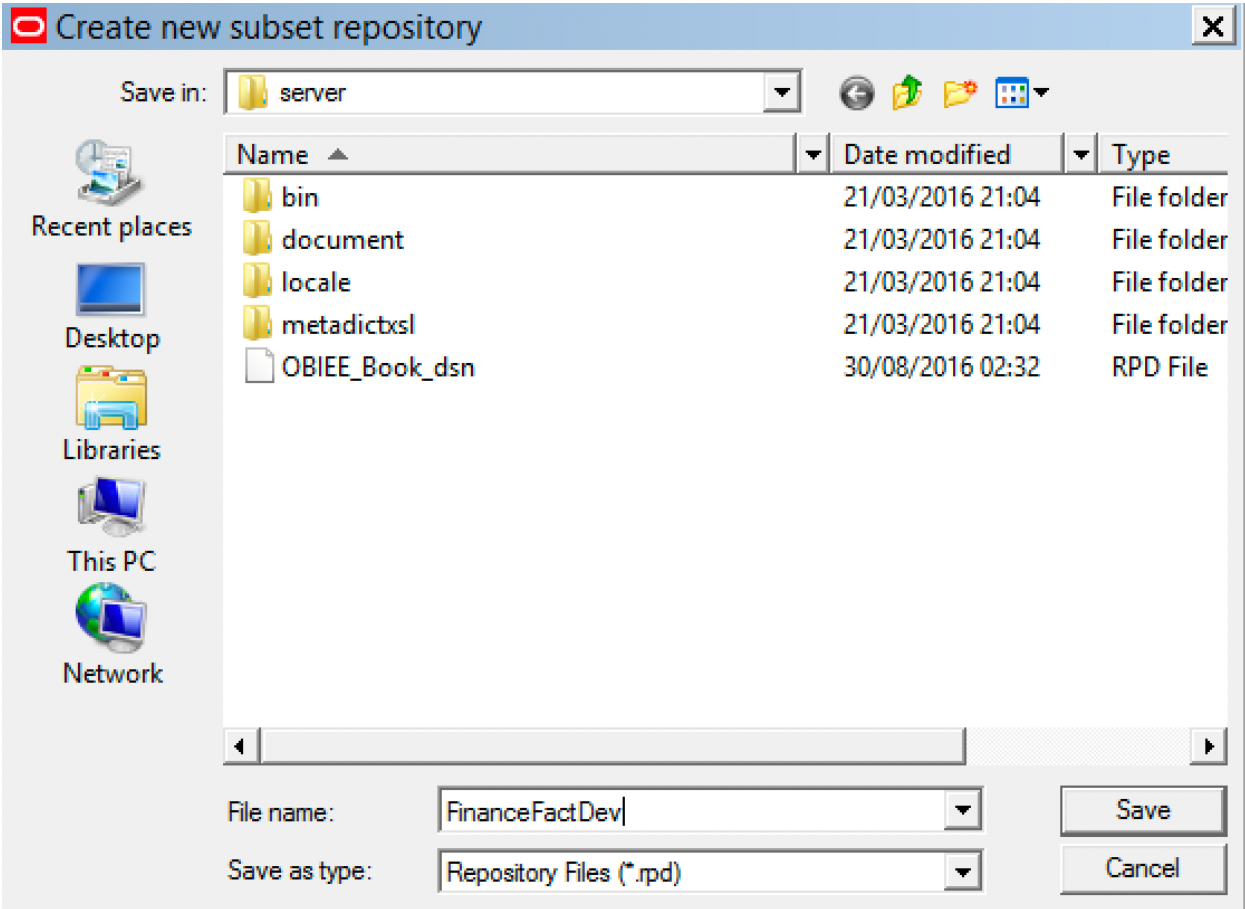 Create new subset repository
Save in: server
Name Date modified Type
bin 21/03/2016 21:04 File folder
Recent places
document 21/03/2016 21:04 File folder
locale 21/03/2016 21:04 File folder
metadictxsl 21/03/2016 21:04 File folder
Desktop
OBIEE_Book_dsn 30/08/2016 02:32 RPD File
Libraries
This PC
Network
File name: FinanceFactDev Save
Save as type: Repository Files (*.rpd) Cancel